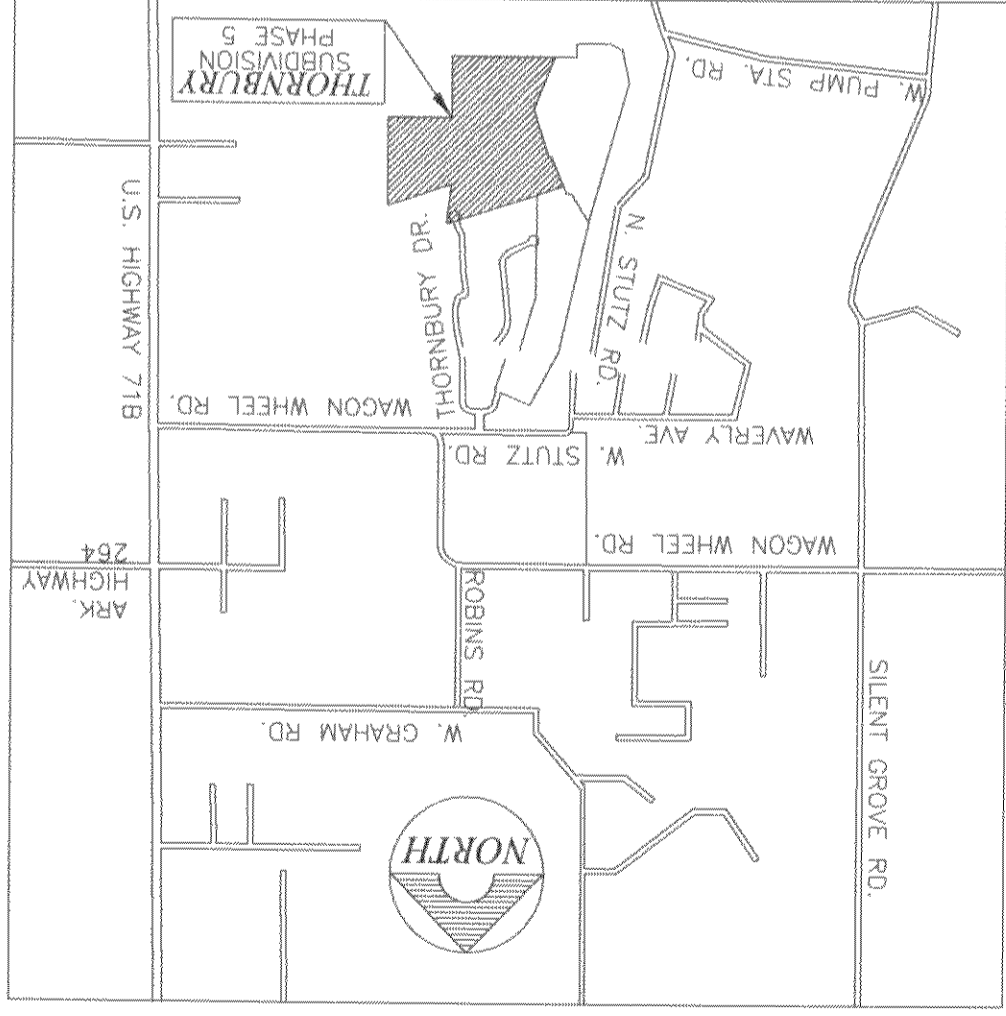 NORTH
W. GRAHAM RD.
ROBINS RD.
SILENT GROVE RD.
ARK.
HIGHWAY
264
WAGON WHEEL RD.
W. STUTZ RD.
WAVERLY AVE.
WAGON WHEEL RD.
U.S. HIGHWAY 71B
THORNBURY DR.
N. STUTZ RD.
W. PUMP STA. RD.
THORNBURY
SUBDIVISION
PHASE 5